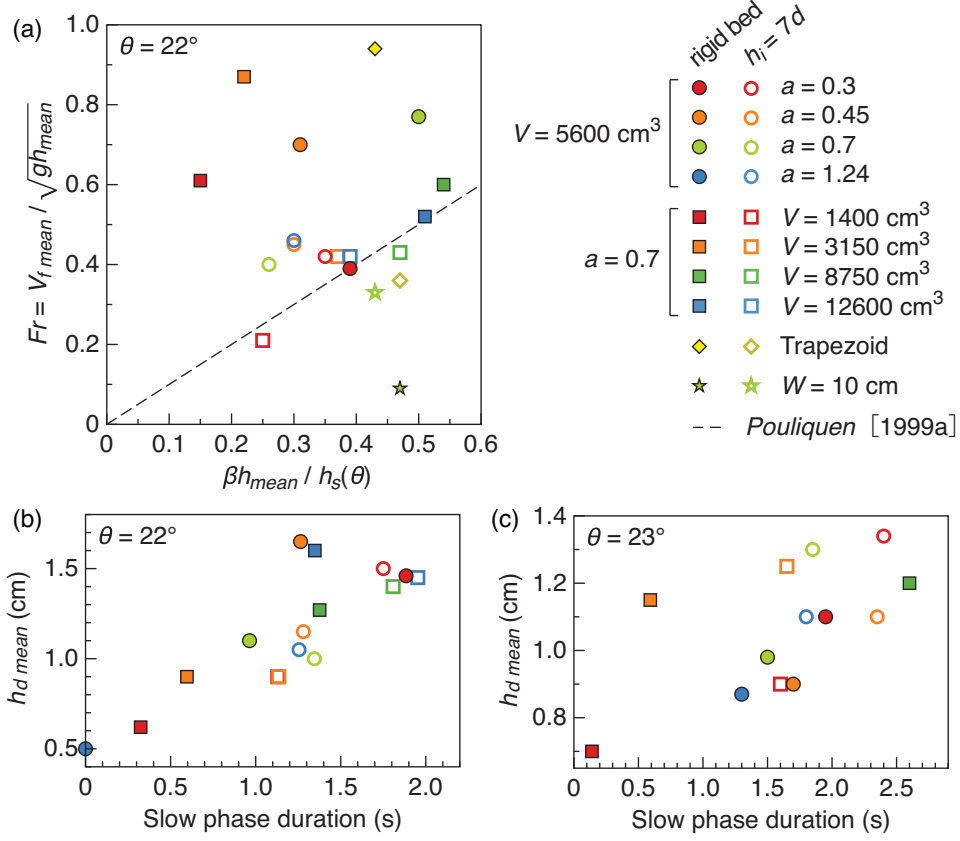 (a)
θ = 22°
Fr = V_f mean / √gh_mean
1.0
0.8
0.6
0.4
0.2
0
0 0.1 0.2 0.3 0.4 0.5 0.6
βh_mean / h_s(θ)
rigid bed
h_i = 7d
V = 5600 cm³
a = 0.3
a = 0.45
a = 0.7
a = 1.24
a = 0.7
V = 1400 cm³
V = 3150 cm³
V = 8750 cm³
V = 12600 cm³
Trapezoid
W = 10 cm
Pouliquen [1999a]
(b)
θ = 22°
h_d mean (cm)
1.5
1.0
0.5
0 0.5 1.0 1.5 2.0
Slow phase duration (s)
(c)
θ = 23°
h_d mean (cm)
1.4
1.2
1.0
0.8
0 0.5 1.0 1.5 2.0 2.5
Slow phase duration (s)